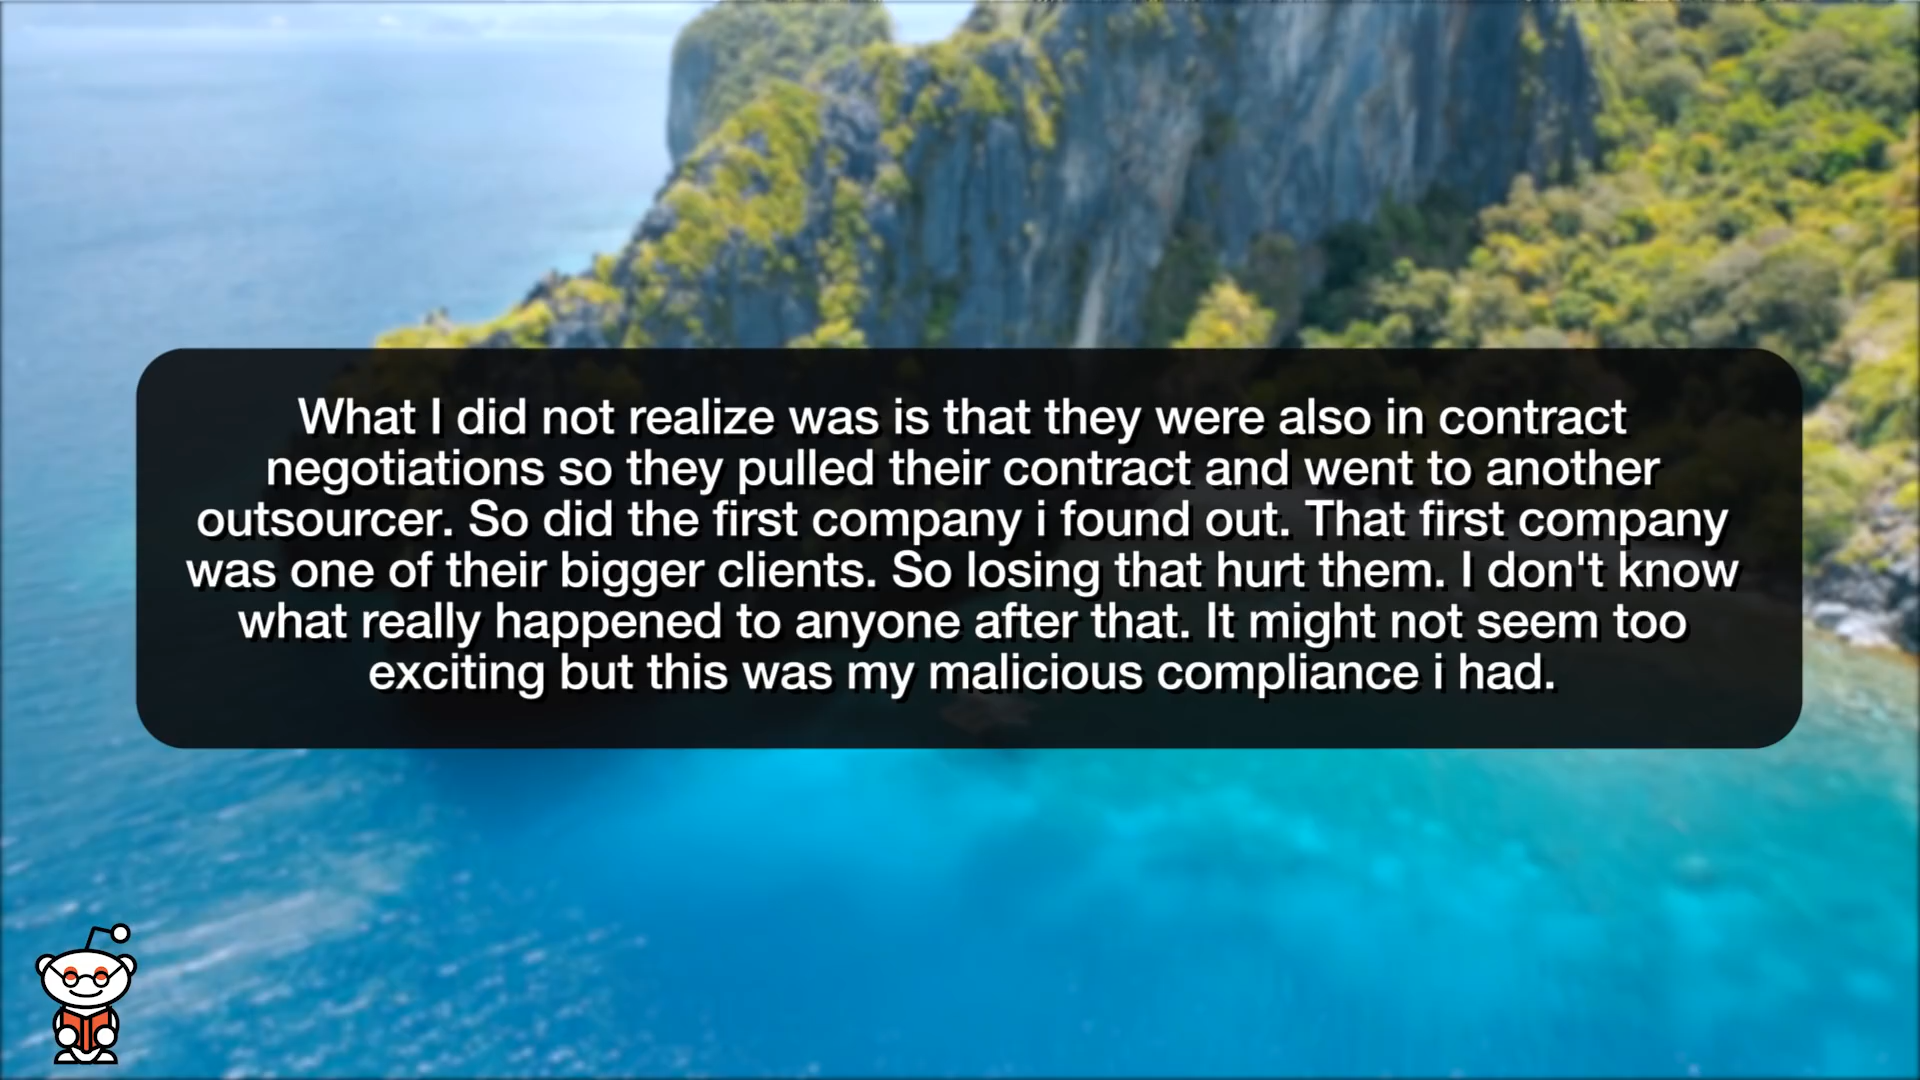 What I did not realize was is that they were also in contract
negotiations so they pulled their contract and went to another
outsourcer. So did the first company i found out. That first company
was one of their bigger clients. So losing that hurt them. I don't know
what really happened to anyone after that. It might not seem too
exciting but this was my malicious compliance i had.